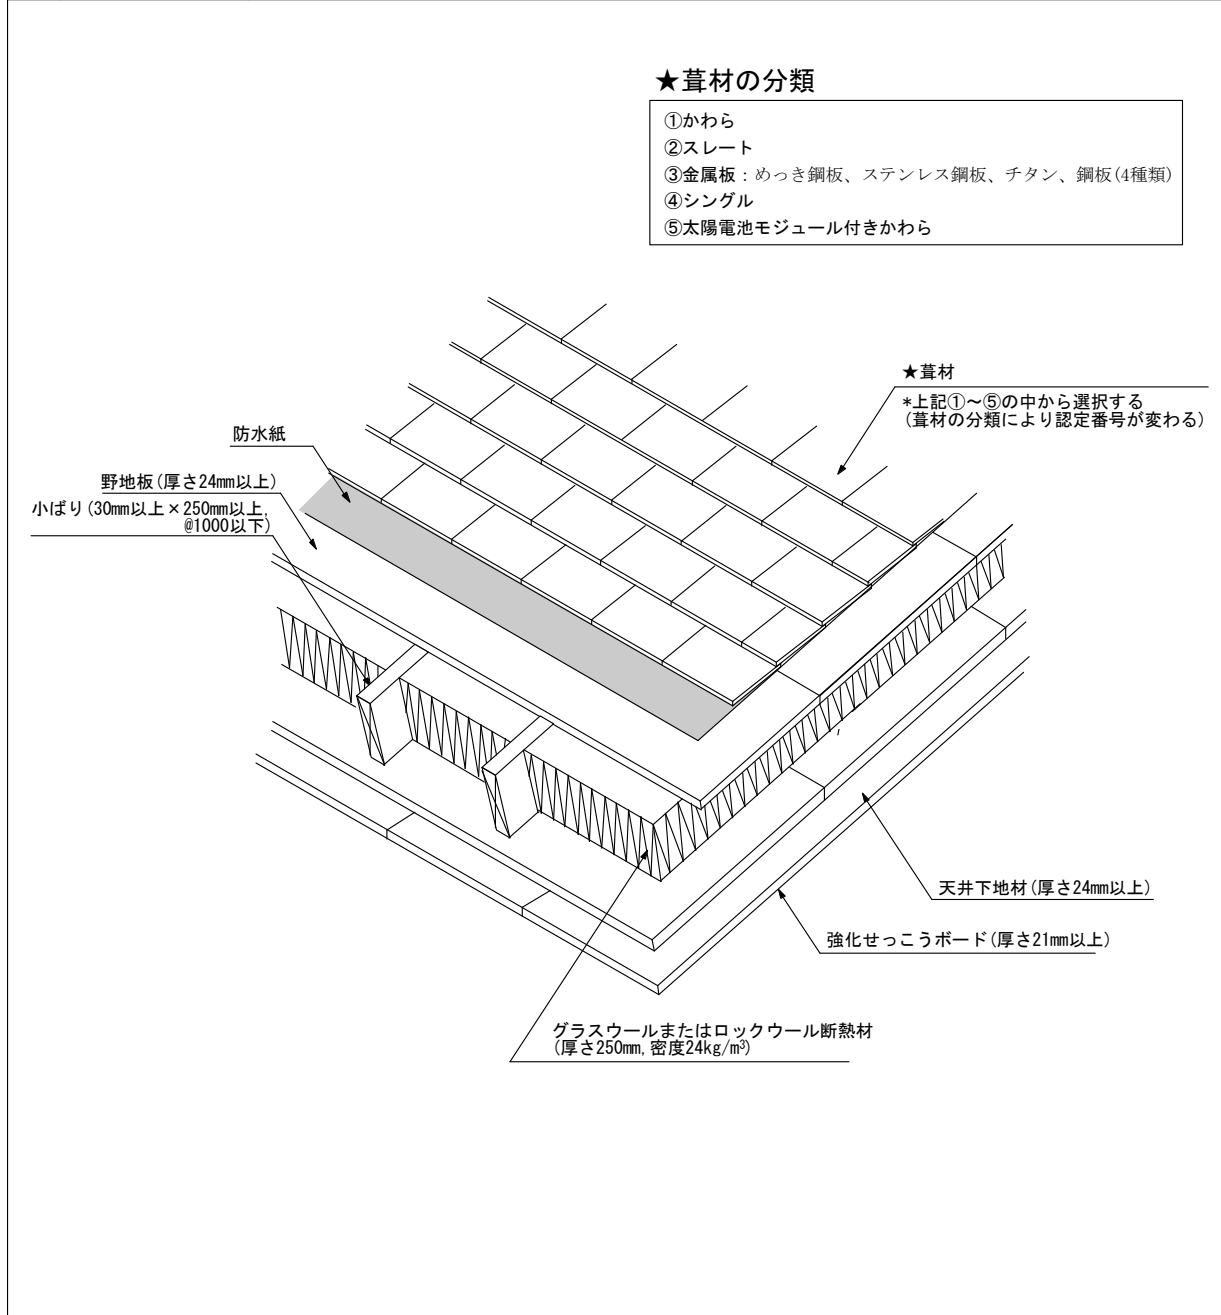 ★葺材の分類
①かわら
②スレート
③金属板：めっき鋼板、ステンレス鋼板、チタン、鋼板(4種類)
④シングル
⑤太陽電池モジュール付きかわら
★葺材
*上記①～⑤の中から選択する
(葺材の分類により認定番号が変わる)
防水紙
野地板(厚さ24mm以上)
小ばり(30mm以上×250mm以上,
@1000以下)
天井下地材(厚さ24mm以上)
強化せっこうボード(厚さ21mm以上)
グラスウールまたはロックウール断熱材
(厚さ250mm, 密度24kg/m³)